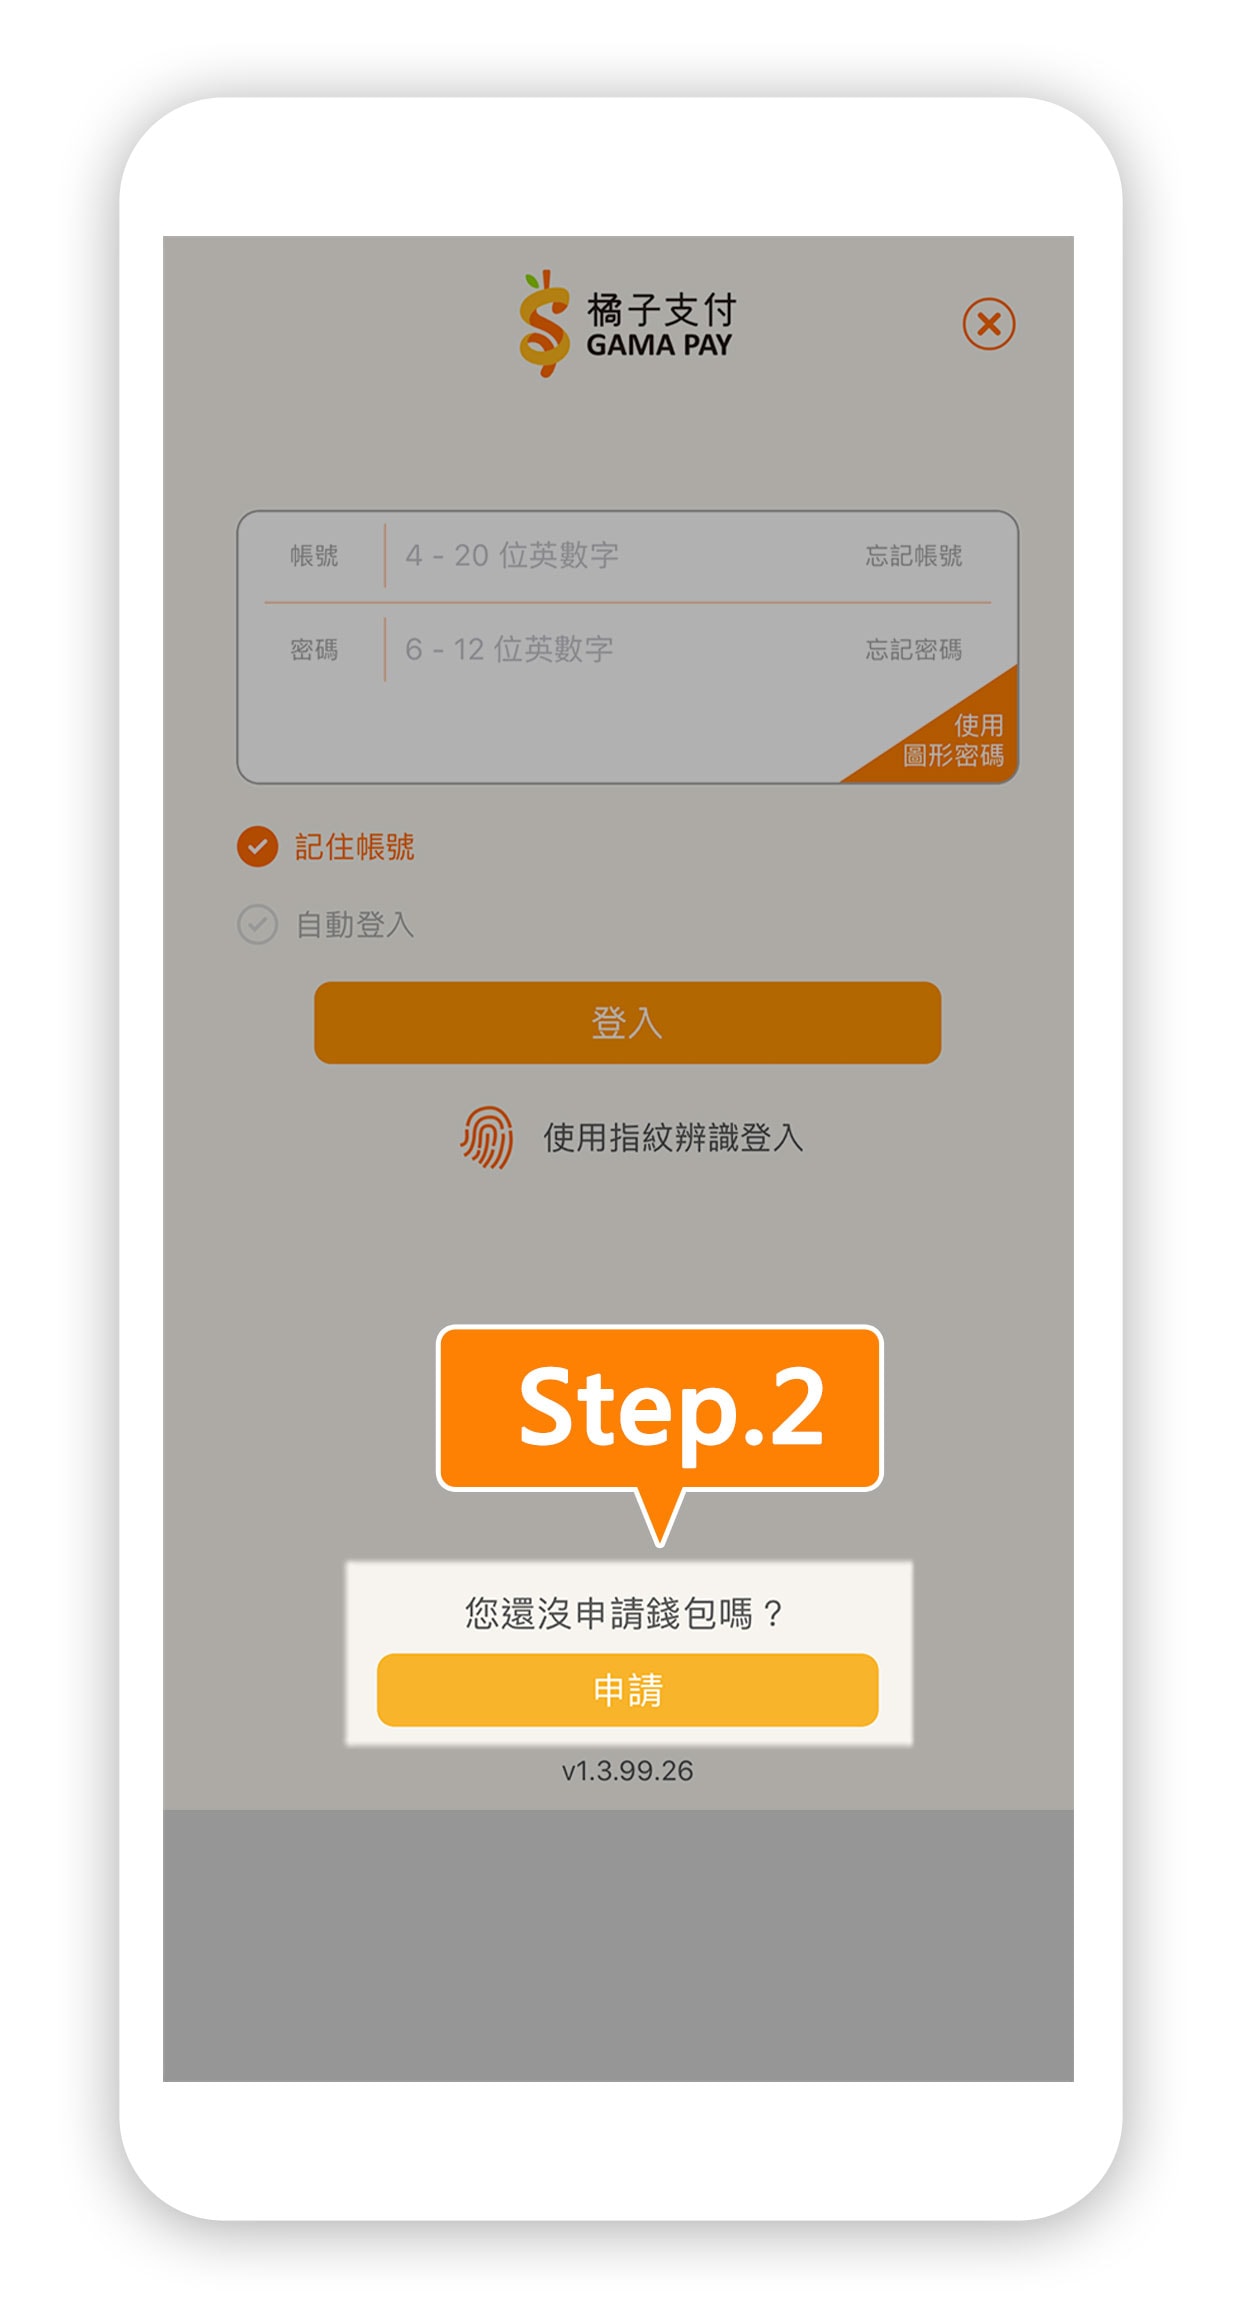 橘子支付
GAMA PAY
帳號 4 - 20 位英數字 忘記帳號
密碼 6 - 12 位英數字 忘記密碼
使用
圖形密碼
記住帳號
自動登入
登入
使用指紋辨識登入
Step.2
您還沒申請錢包嗎？
申請
v1.3.99.26